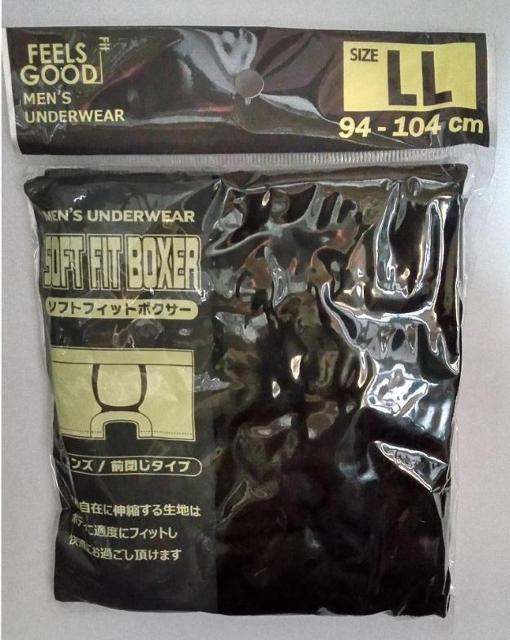 FEELS
GOOD
Fit
MEN'S
UNDERWEAR
SIZE
LL
94 - 104 cm
MEN'S UNDERWEAR
SOFT FIT BOXER
ソフトフィットボクサー
ンズ / 前閉じタイプ
自在に伸縮する生地は
適度にフィットし
お過ごし頂けます